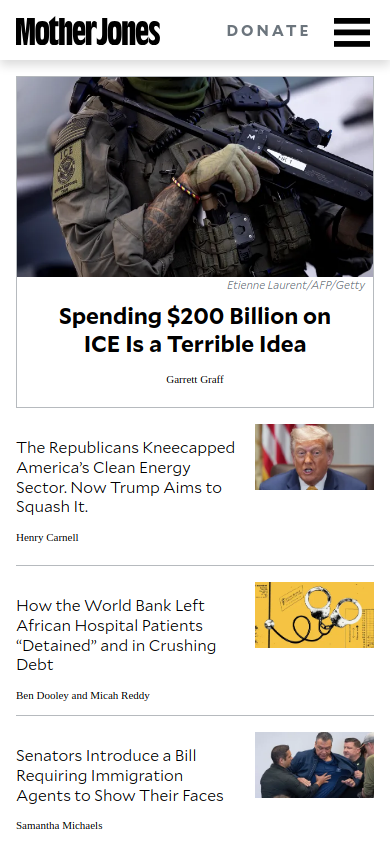 Mother Jones
DONATE
ICE
Etienne Laurent/AFP/Getty
Spending $200 Billion on
ICE Is a Terrible Idea
Garrett Graff
The Republicans Kneecapped
America’s Clean Energy
Sector. Now Trump Aims to
Squash It.
Henry Carnell
How the World Bank Left
African Hospital Patients
“Detained” and in Crushing
Debt
Ben Dooley and Micah Reddy
Senators Introduce a Bill
Requiring Immigration
Agents to Show Their Faces
Samantha Michaels